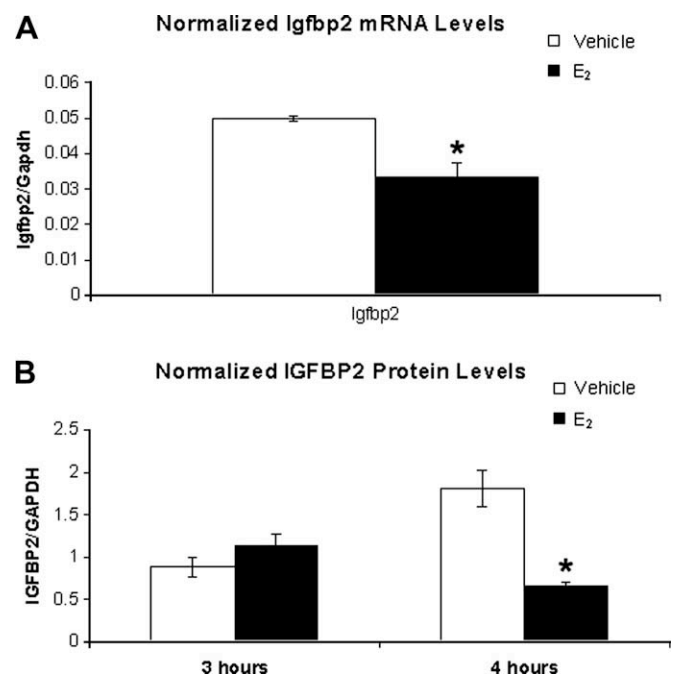 A
Normalized Igfbp2 mRNA Levels
Vehicle
E₂
0.06
0.05
0.04
0.03
0.02
0.01
0
Igfbp2/Gapdh
*
Igfbp2
B
Normalized IGFBP2 Protein Levels
Vehicle
E₂
2.5
2
1.5
1
0.5
0
IGFBP2/GAPDH
*
3 hours
4 hours